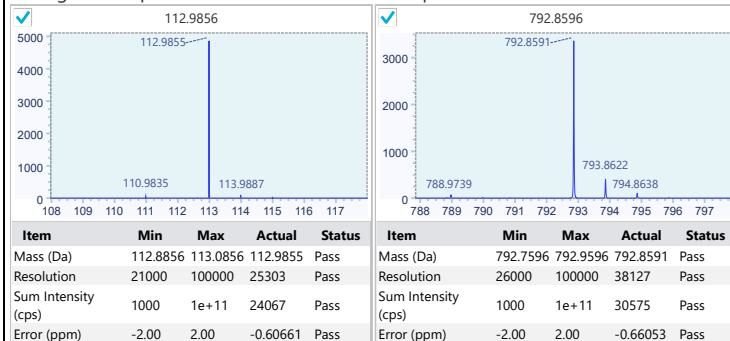 112.9856
5000
4000
3000
2000
1000
0
112.9855
110.9835
113.9887
108 109 110 111 112 113 114 115 116 117
Item Min Max Actual Status
Mass (Da) 112.8856 113.0856 112.9855 Pass
Resolution 21000 100000 25303 Pass
Sum Intensity (cps) 1000 1e+11 24067 Pass
Error (ppm) -2.00 2.00 -0.60661 Pass
792.8596
3000
2000
1000
0
792.8591
793.8622
788.9739
794.8638
788 789 790 791 792 793 794 795 796 797
Item Min Max Actual Status
Mass (Da) 792.7596 792.9596 792.8591 Pass
Resolution 26000 100000 38127 Pass
Sum Intensity (cps) 1000 1e+11 30575 Pass
Error (ppm) -2.00 2.00 -0.66053 Pass